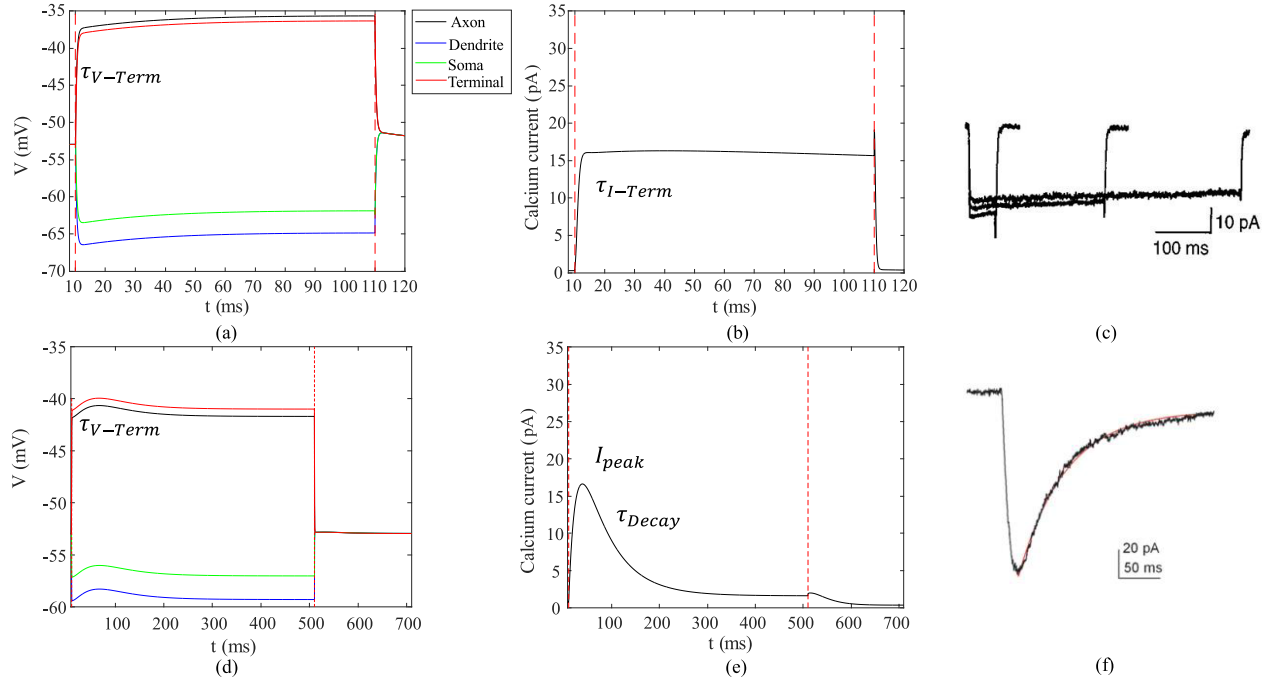 -35
-40
-45
-50
-55
-60
-65
-70
V (mV)
τV−Term
10 20 30 40 50 60 70 80 90 100 110 120
t (ms)
(a)
Axon
Dendrite
Soma
Terminal
35
30
25
20
15
10
5
0
Calcium current (pA)
τI−Term
10 20 30 40 50 60 70 80 90 100 110 120
t (ms)
(b)
10 pA
100 ms
(c)
-35
-40
-45
-50
-55
-60
V (mV)
τV−Term
100 200 300 400 500 600 700
t (ms)
(d)
35
30
25
20
15
10
5
0
Calcium current (pA)
Ipeak
τDecay
100 200 300 400 500 600 700
t (ms)
(e)
20 pA
50 ms
(f)